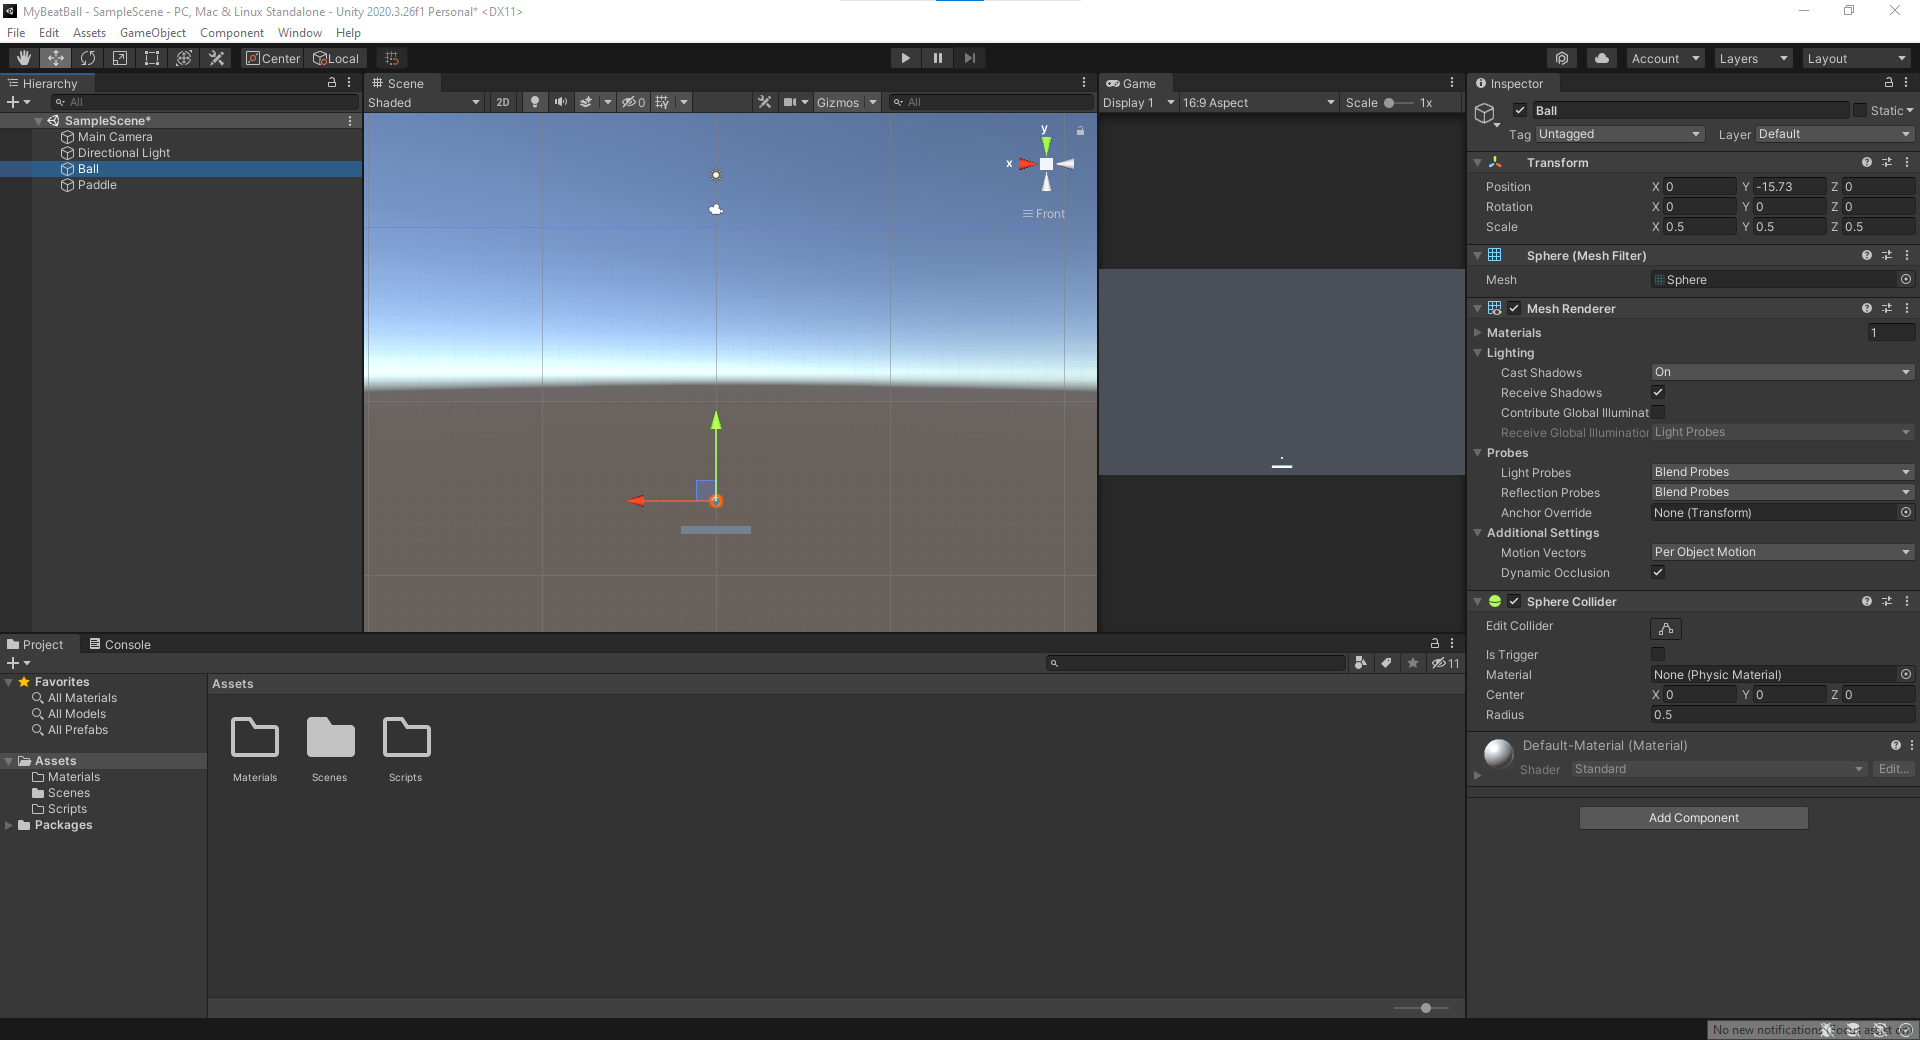 MyBeatBall - SampleScene - PC, Mac & Linux Standalone - Unity 2020.3.26f1 Personal* <DX11>
File Edit Assets GameObject Component Window Help
Center Local Account Layers Layout
Hierarchy
All
SampleScene*
Main Camera
Directional Light
Ball
Paddle
Scene
Shaded 2D 0 Gizmos All
y
x
Front
Game
Display 1 16:9 Aspect Scale 1x
Inspector
Ball Static
Tag Untagged Layer Default
Transform
Position X 0 Y -15.73 Z 0
Rotation X 0 Y 0 Z 0
Scale X 0.5 Y 0.5 Z 0.5
Sphere (Mesh Filter)
Mesh Sphere
Mesh Renderer
Materials 1
Lighting
Cast Shadows On
Receive Shadows
Contribute Global Illuminat
Receive Global Illumination Light Probes
Probes
Light Probes Blend Probes
Reflection Probes Blend Probes
Anchor Override None (Transform)
Additional Settings
Motion Vectors Per Object Motion
Dynamic Occlusion
Sphere Collider
Edit Collider
Is Trigger
Material None (Physic Material)
Center X 0 Y 0 Z 0
Radius 0.5
Default-Material (Material)
Shader Standard Edit...
Add Component
Project Console
11
Favorites
All Materials
All Models
All Prefabs
Assets
Materials
Scenes
Scripts
Packages
Assets
Materials Scenes Scripts
No new notifications (Focus assist on)